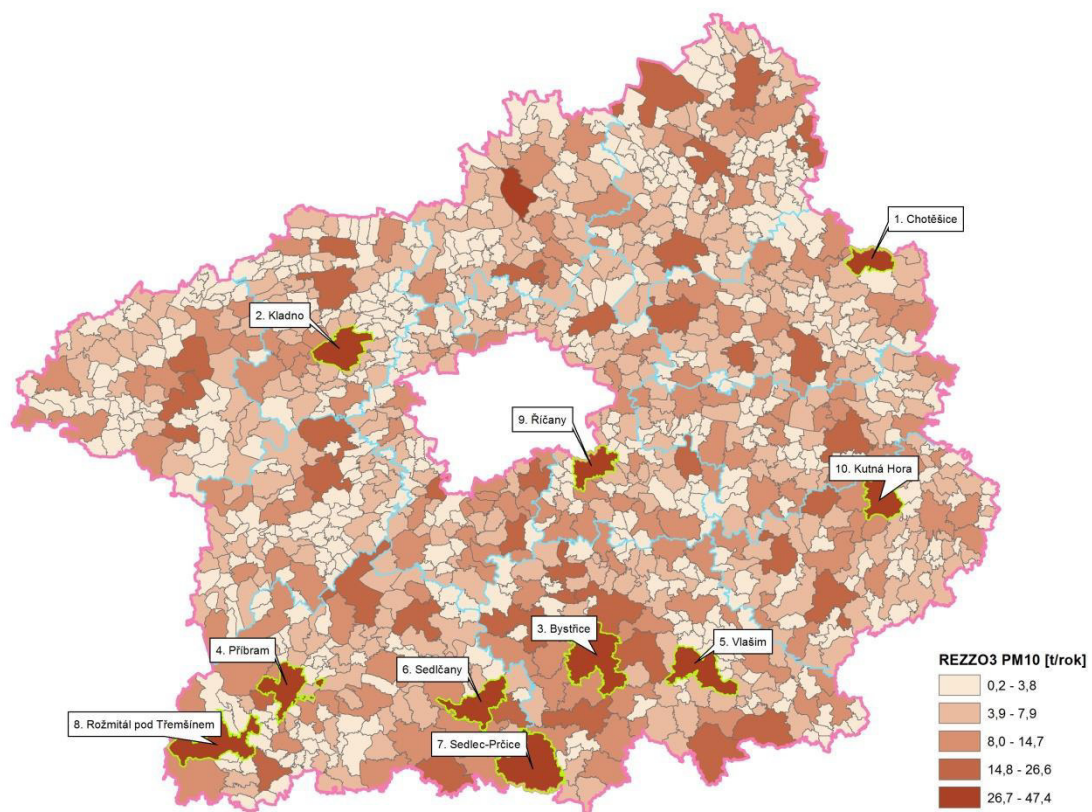 1. Chotěšice
2. Kladno
9. Říčany
10. Kutná Hora
3. Bystřice
5. Vlašim
4. Příbram
6. Sedlčany
8. Rožmitál pod Třemšínem
7. Sedlec-Prčice
REZZO3 PM10 [t/rok]
0,2 - 3,8
3,9 - 7,9
8,0 - 14,7
14,8 - 26,6
26,7 - 47,4